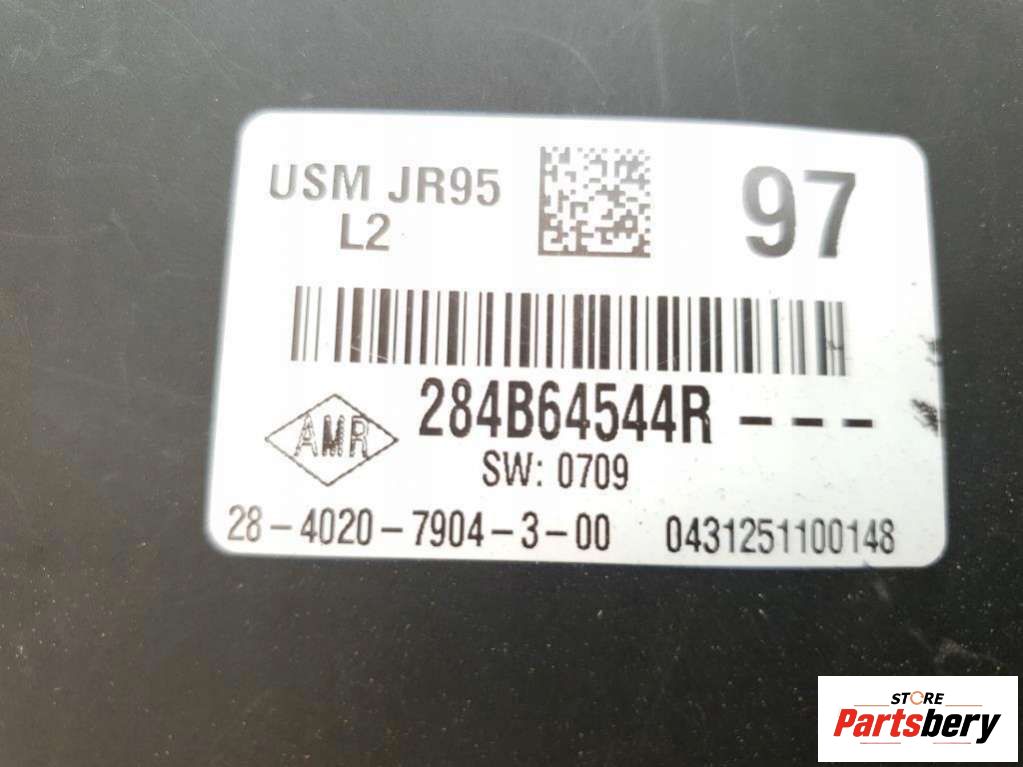 USM JR95
L2
97
284B64544R ---
AMR
SW: 0709
28-4020-7904-3-00 0431251100148
STORE
Partsbery